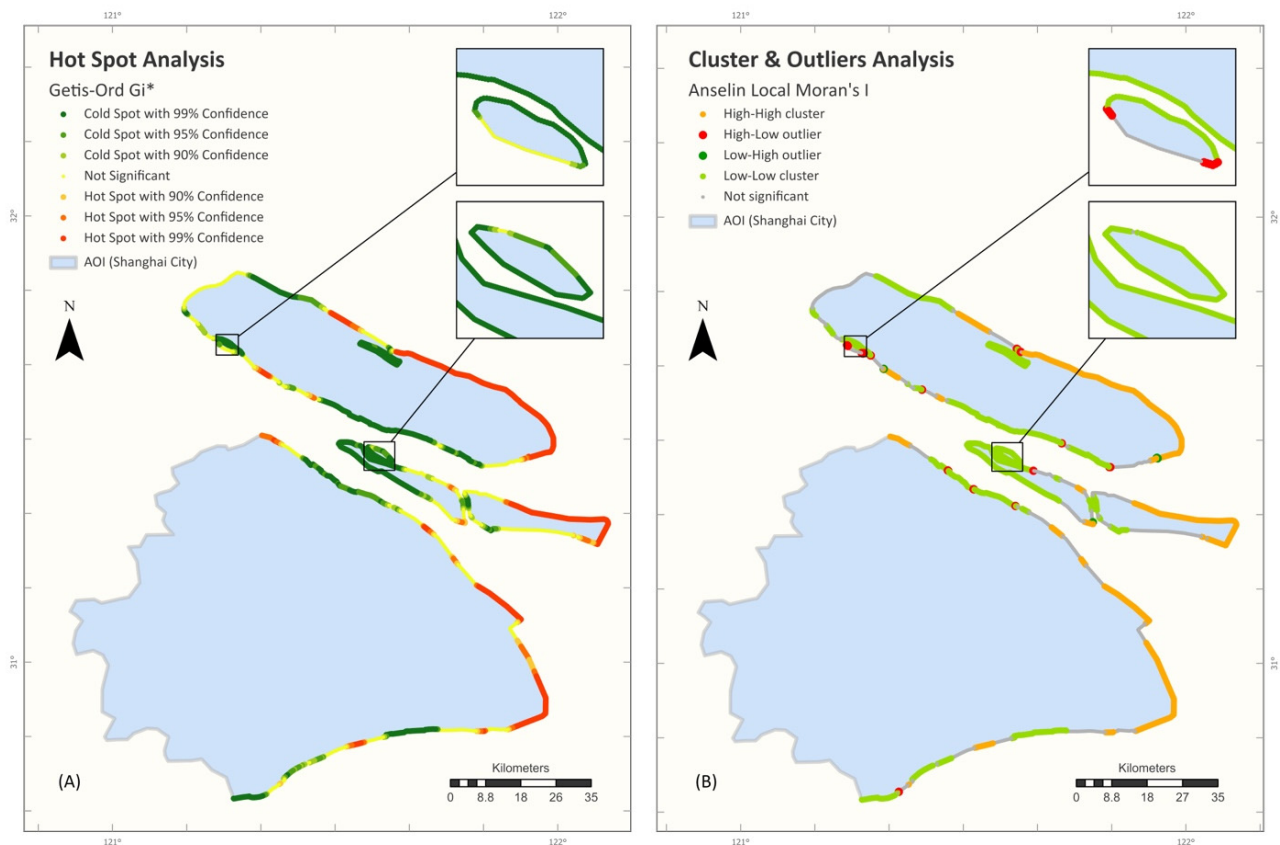 121°
122°
Hot Spot Analysis
Getis-Ord Gi*
Cold Spot with 99% Confidence
Cold Spot with 95% Confidence
Cold Spot with 90% Confidence
Not Significant
Hot Spot with 90% Confidence
Hot Spot with 95% Confidence
Hot Spot with 99% Confidence
AOI (Shanghai City)
32°
N
31°
(A)
Kilometers
0 8.8 18 26 35
121°
122°
121°
122°
Cluster & Outliers Analysis
Anselin Local Moran's I
High-High cluster
High-Low outlier
Low-High outlier
Low-Low cluster
Not significant
AOI (Shanghai City)
32°
N
31°
(B)
Kilometers
0 8.8 18 27 35
121°
122°